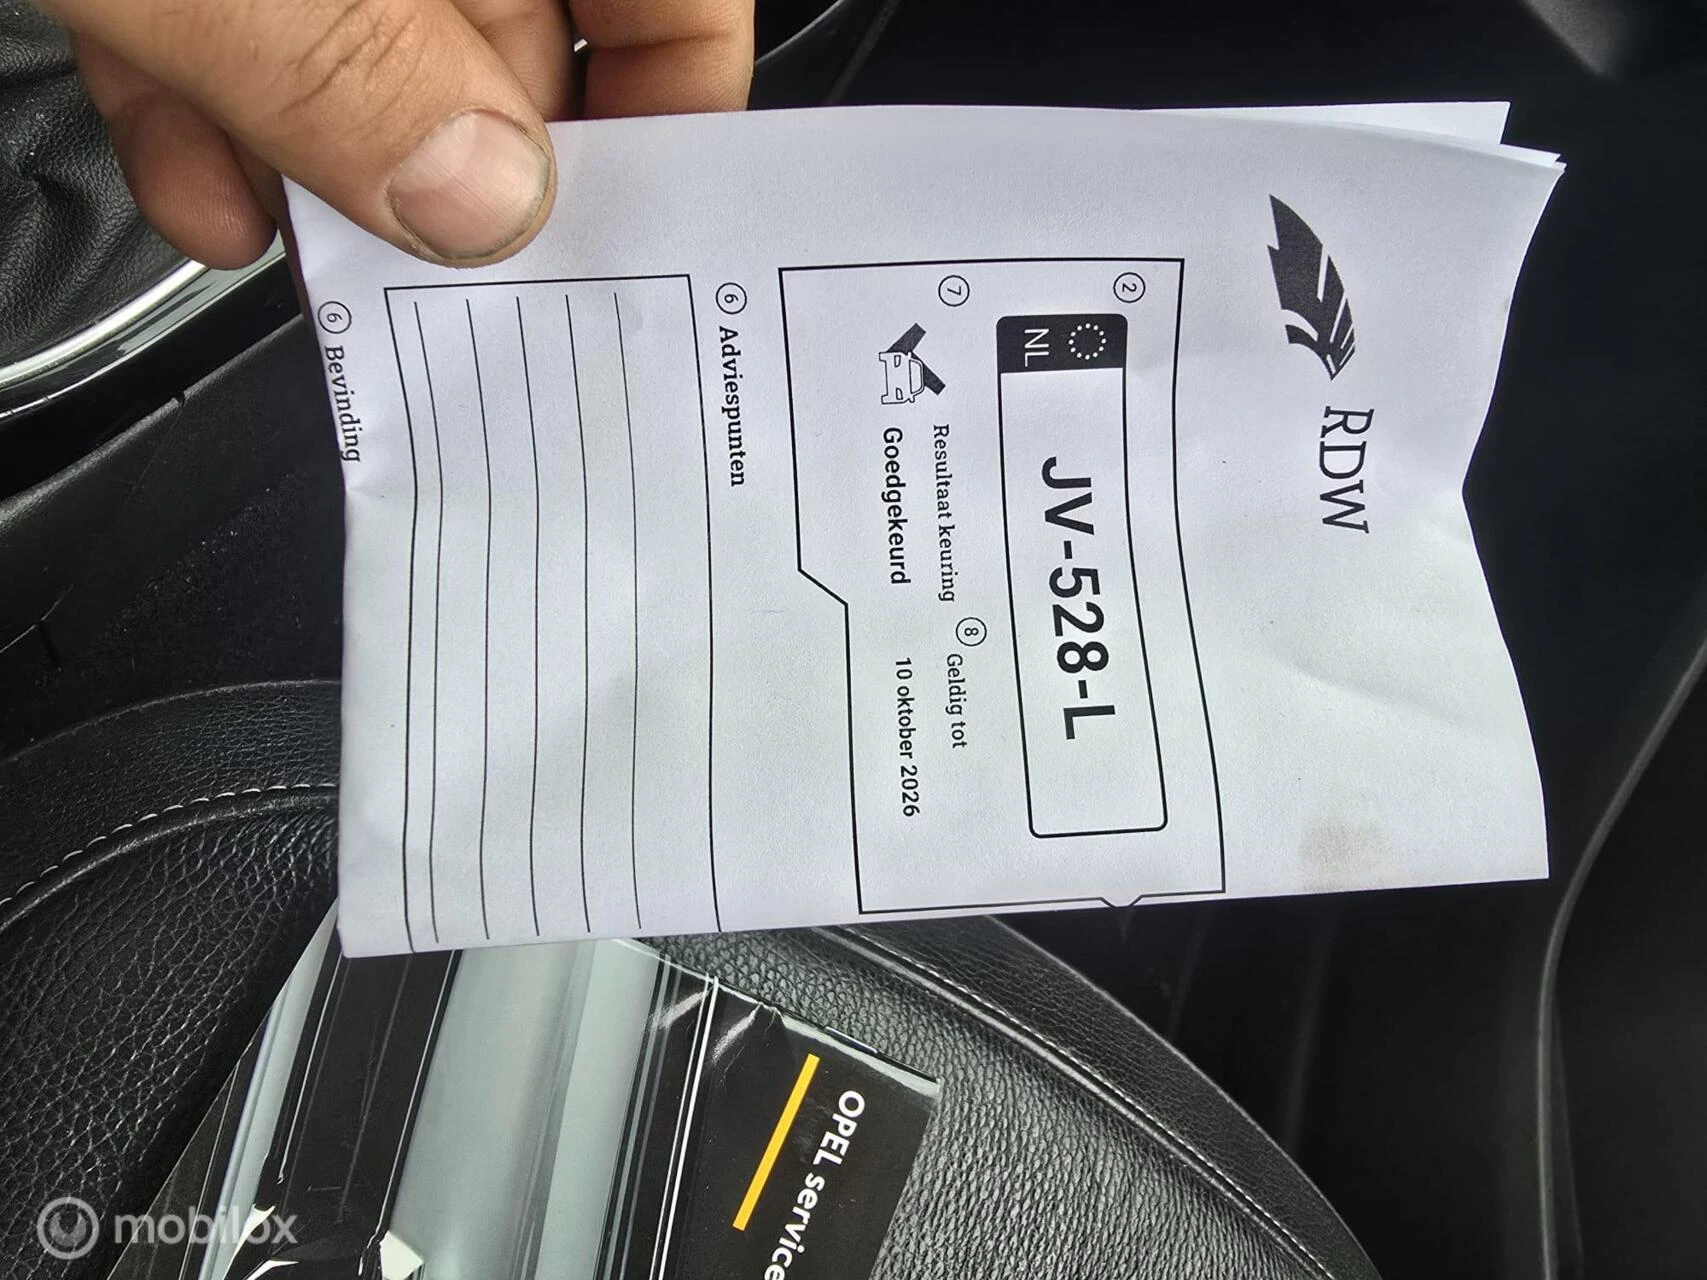 RDW
2
NL
JV-528-L
7 Resultaat keuring
Goedgekeurd
8 Geldig tot
10 oktober 2026
6 Adviespunten
6 Bevinding
OPEL service
mobilox